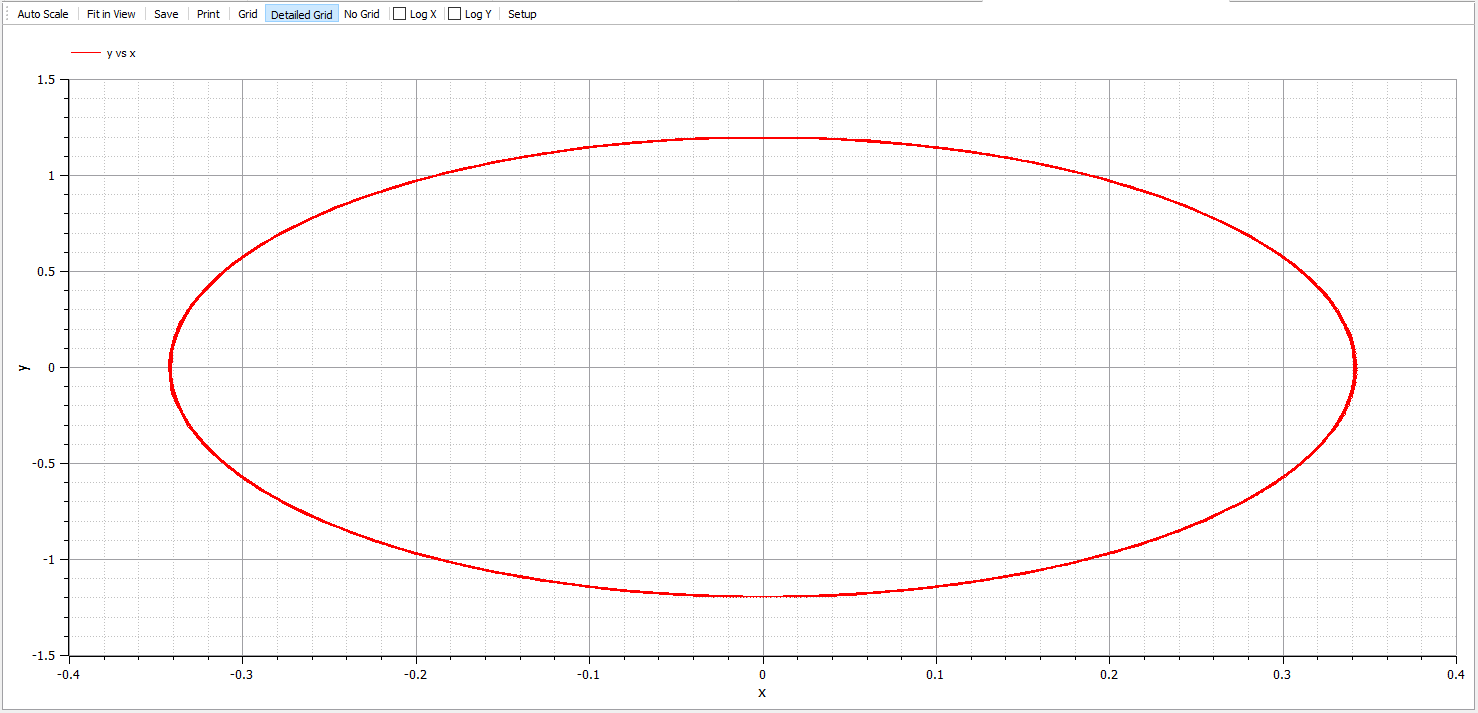 Auto Scale Fit in View Save Print Grid Detailed Grid No Grid Log X Log Y Setup
y vs x
1.5
1
0.5
0
-0.5
-1
-1.5
y
-0.4 -0.3 -0.2 -0.1 0 0.1 0.2 0.3 0.4
x